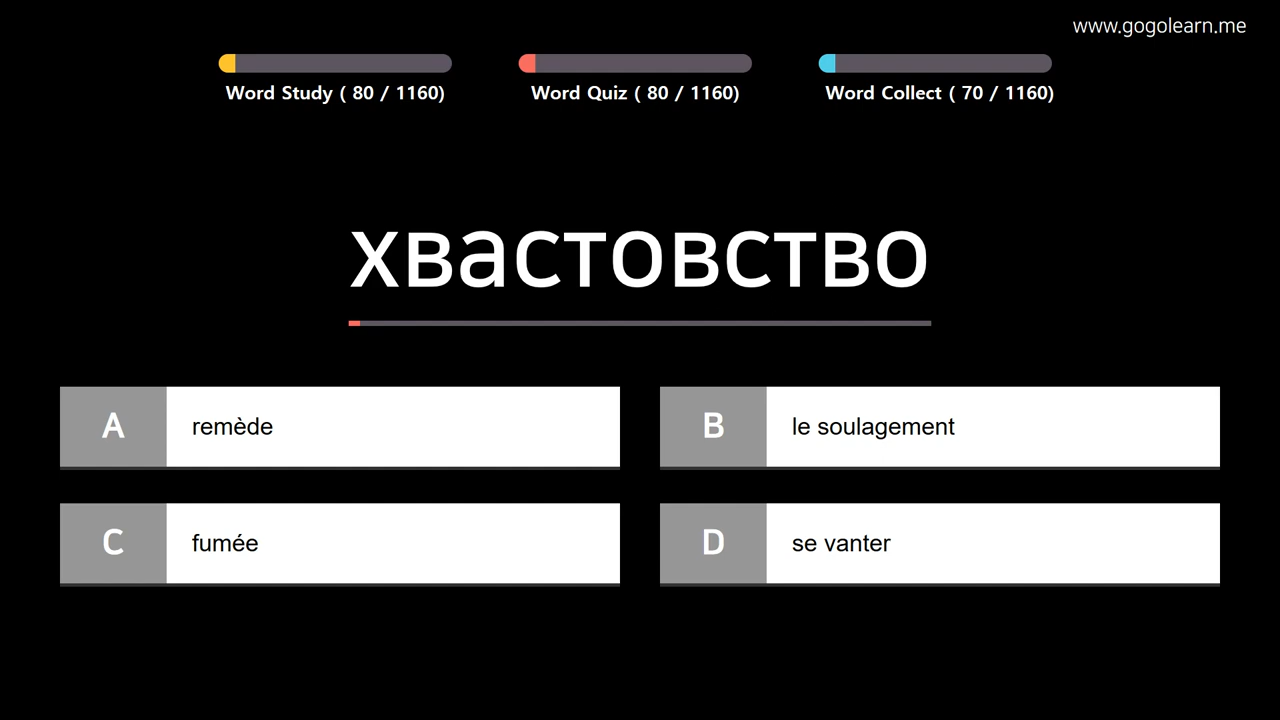 www.gogolearn.me
Word Study ( 80 / 1160)
Word Quiz ( 80 / 1160)
Word Collect ( 70 / 1160)
хвастовство
A remède
B le soulagement
C fumée
D se vanter